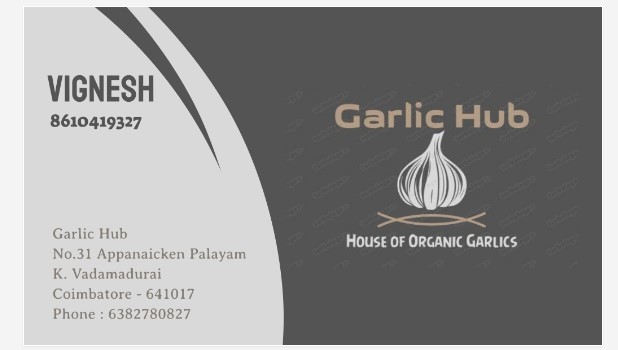 VIGNESH
8610419327
Garlic Hub
No.31 Appanaicken Palayam
K. Vadamadurai
Coimbatore - 641017
Phone : 6382780827
Garlic Hub
House of Organic Garlics